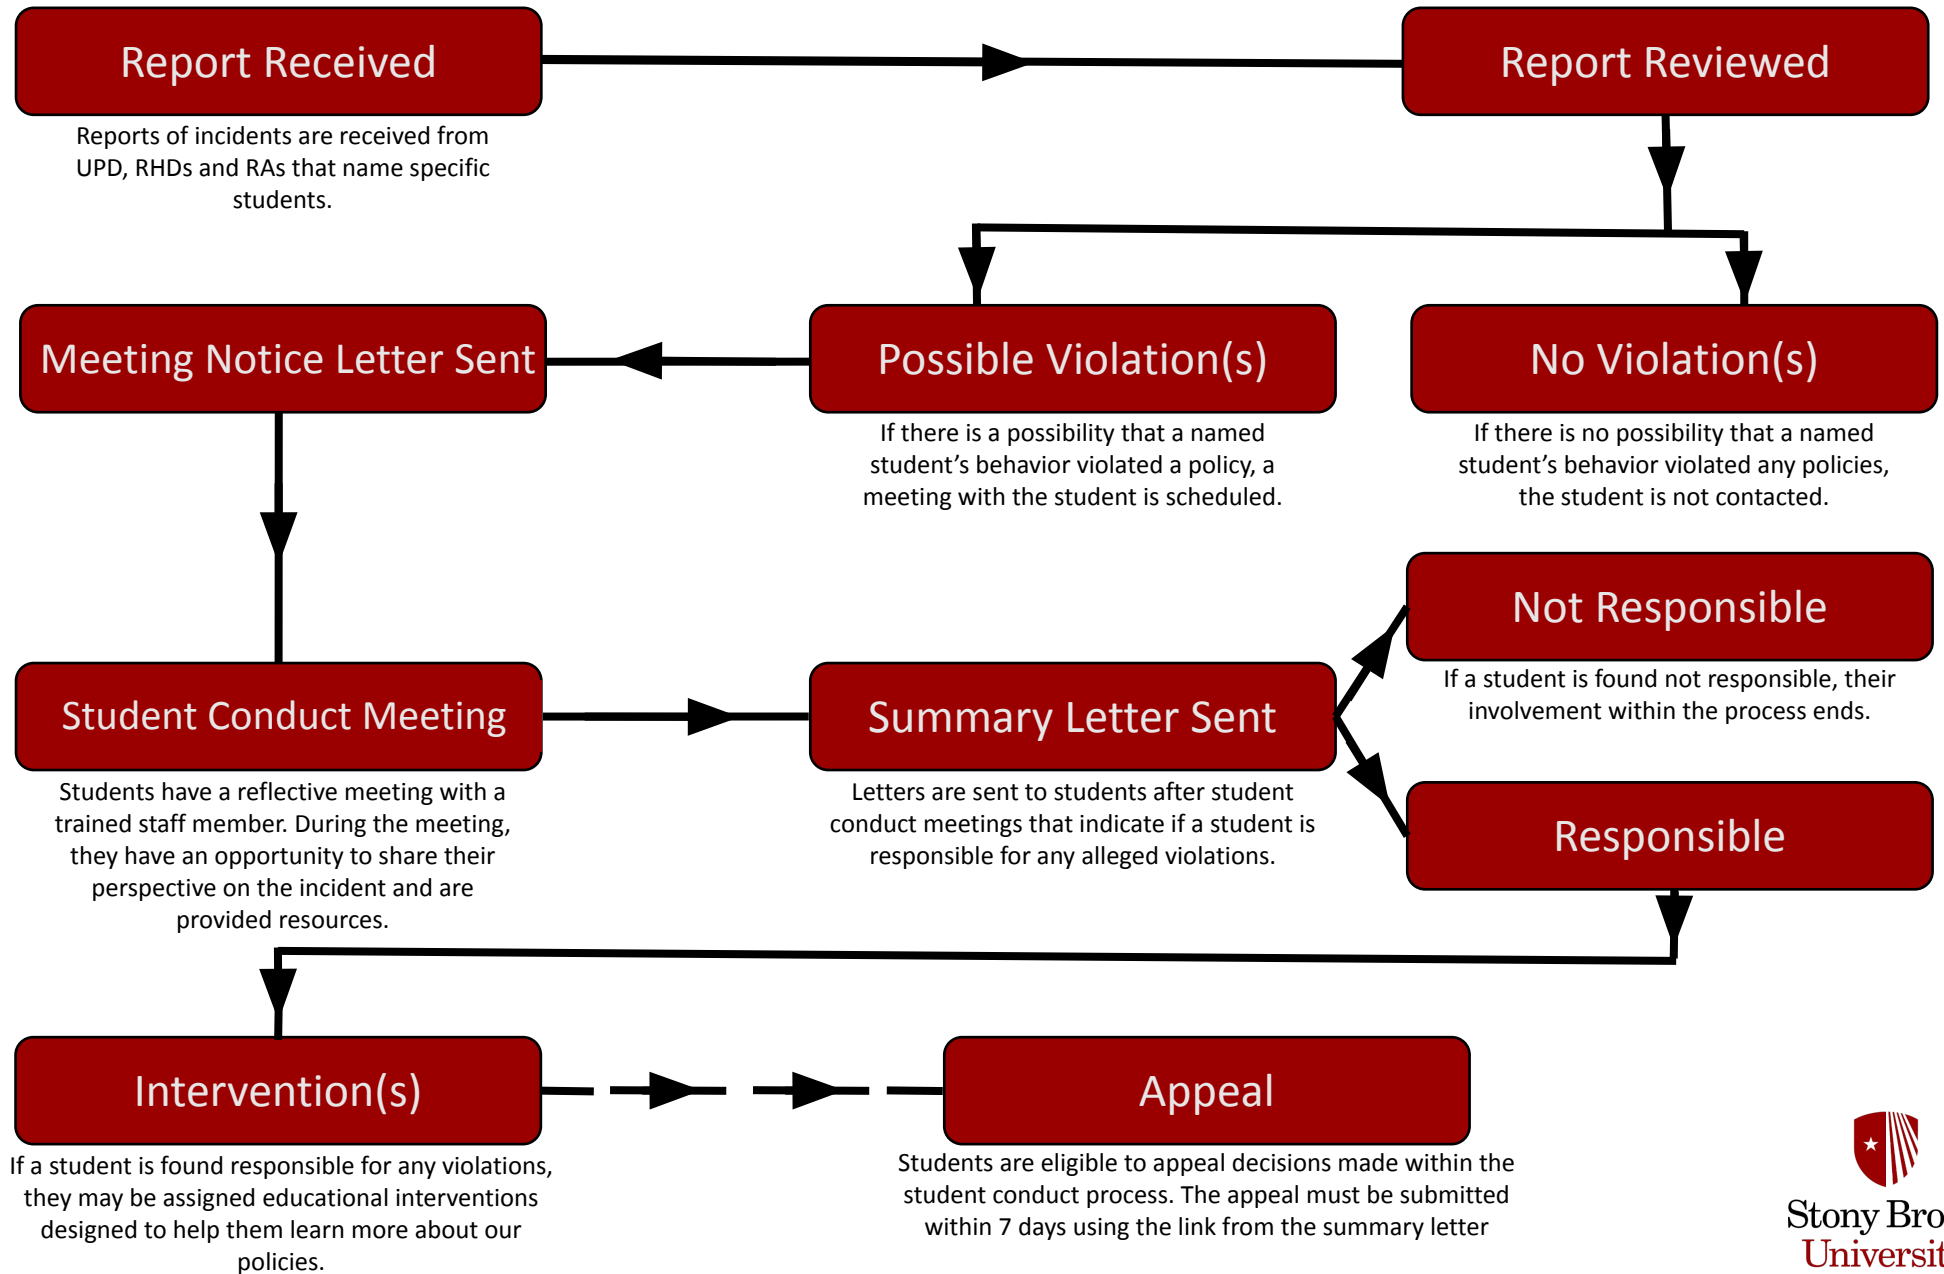 Report Received
Reports of incidents are received from
UPD, RHDs and RAs that name specific
students.
Report Reviewed
Meeting Notice Letter Sent
Possible Violation(s)
If there is a possibility that a named
student’s behavior violated a policy, a
meeting with the student is scheduled.
No Violation(s)
If there is no possibility that a named
student’s behavior violated any policies,
the student is not contacted.
Student Conduct Meeting
Students have a reflective meeting with a
trained staff member. During the meeting,
they have an opportunity to share their
perspective on the incident and are
provided resources.
Summary Letter Sent
Letters are sent to students after student
conduct meetings that indicate if a student is
responsible for any alleged violations.
Not Responsible
If a student is found not responsible, their
involvement within the process ends.
Responsible
Intervention(s)
If a student is found responsible for any violations,
they may be assigned educational interventions
designed to help them learn more about our
policies.
Appeal
Students are eligible to appeal decisions made within the
student conduct process. The appeal must be submitted
within 7 days using the link from the summary letter
Stony Bro
Universit